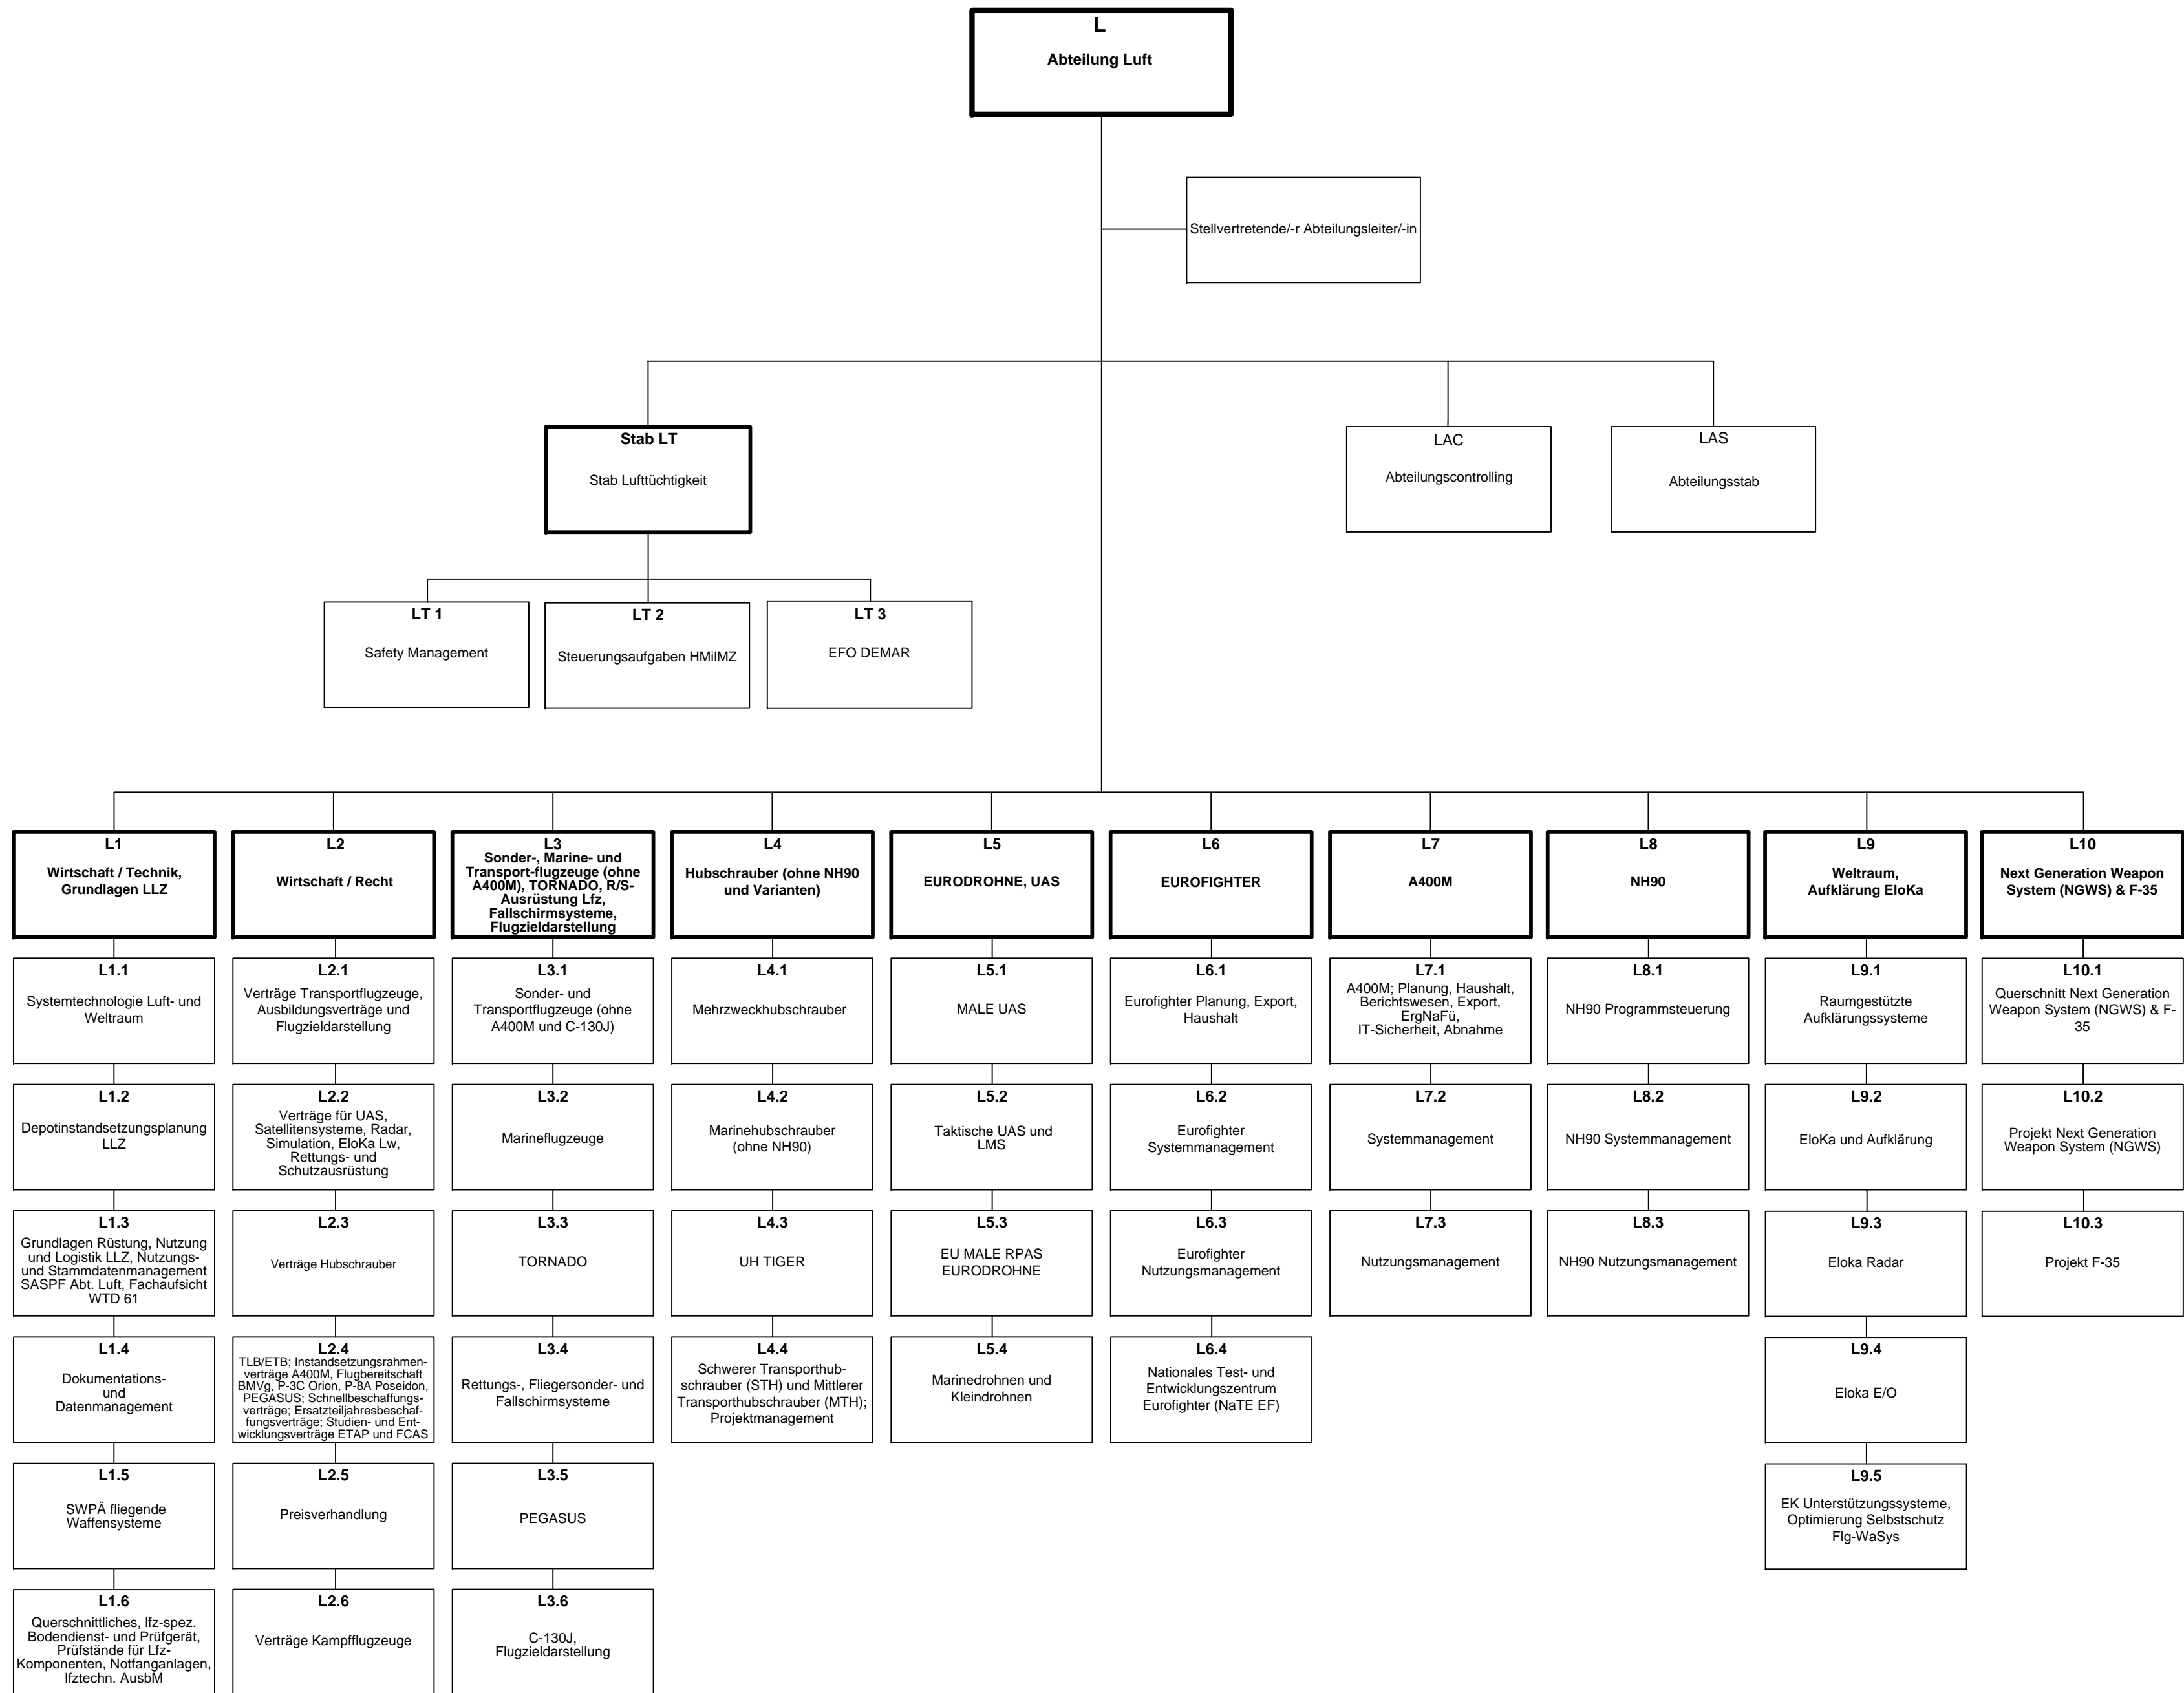 L
Abteilung Luft
Stellvertretende/-r Abteilungsleiter/-in
Stab LT
Stab Lufttüchtigkeit
LAC
Abteilungscontrolling
LAS
Abteilungsstab
LT 1
Safety Management
LT 2
Steuerungsaufgaben HMilMZ
LT 3
EFO DEMAR
L1
Wirtschaft / Technik,
Grundlagen LLZ
L2
Wirtschaft / Recht
L3
Sonder-, Marine- und
Transport-flugzeuge (ohne
A400M), TORNADO, R/S-
Ausrüstung Lfz,
Fallschirmsysteme,
Flugzieldarstellung
L4
Hubschrauber (ohne NH90
und Varianten)
L5
EURODROHNE, UAS
L6
EUROFIGHTER
L7
A400M
L8
NH90
L9
Weltraum,
Aufklärung EloKa
L10
Next Generation Weapon
System (NGWS) & F-35
L1.1
Systemtechnologie Luft- und
Weltraum
L2.1
Verträge Transportflugzeuge,
Ausbildungsverträge und
Flugzieldarstellung
L3.1
Sonder- und
Transportflugzeuge (ohne
A400M und C-130J)
L4.1
Mehrzweckhubschrauber
L5.1
MALE UAS
L6.1
Eurofighter Planung, Export,
Haushalt
L7.1
A400M; Planung, Haushalt,
Berichtswesen, Export,
ErgNaFü,
IT-Sicherheit, Abnahme
L8.1
NH90 Programmsteuerung
L9.1
Raumgestützte
Aufklärungssysteme
L10.1
Querschnitt Next Generation
Weapon System (NGWS) & F-
35
L1.2
Depotinstandsetzungsplanung
LLZ
L2.2
Verträge für UAS,
Satellitensysteme, Radar,
Simulation, EloKa Lw,
Rettungs- und
Schutzausrüstung
L3.2
Marineflugzeuge
L4.2
Marinehubschrauber
(ohne NH90)
L5.2
Taktische UAS und
LMS
L6.2
Eurofighter
Systemmanagement
L7.2
Systemmanagement
L8.2
NH90 Systemmanagement
L9.2
EloKa und Aufklärung
L10.2
Projekt Next Generation
Weapon System (NGWS)
L1.3
Grundlagen Rüstung, Nutzung
und Logistik LLZ, Nutzungs-
und Stammdatenmanagement
SASPF Abt. Luft, Fachaufsicht
WTD 61
L2.3
Verträge Hubschrauber
L3.3
TORNADO
L4.3
UH TIGER
L5.3
EU MALE RPAS
EURODROHNE
L6.3
Eurofighter
Nutzungsmanagement
L7.3
Nutzungsmanagement
L8.3
NH90 Nutzungsmanagement
L9.3
Eloka Radar
L10.3
Projekt F-35
L1.4
Dokumentations-
und
Datenmanagement
L2.4
TLB/ETB; Instandsetzungsrahmen-
verträge A400M, Flugbereitschaft
BMVg, P-3C Orion, P-8A Poseidon,
PEGASUS; Schnellbeschaffungs-
verträge; Ersatzteiljahresbeschaf-
fungsverträge; Studien- und Ent-
wicklungsverträge ETAP und FCAS
L3.4
Rettungs-, Fliegersonder- und
Fallschirmsysteme
L4.4
Schwerer Transporthub-
schrauber (STH) und Mittlerer
Transporthubschrauber (MTH);
Projektmanagement
L5.4
Marinedrohnen und
Kleindrohnen
L6.4
Nationales Test- und
Entwicklungszentrum
Eurofighter (NaTE EF)
L9.4
Eloka E/O
L1.5
SWPÄ fliegende
Waffensysteme
L2.5
Preisverhandlung
L3.5
PEGASUS
L9.5
EK Unterstützungssysteme,
Optimierung Selbstschutz
Flg-WaSys
L1.6
Querschnittliches, lfz-spez.
Bodendienst- und Prüfgerät,
Prüfstände für Lfz-
Komponenten, Notfanganlagen,
lfztechn. AusbM
L2.6
Verträge Kampfflugzeuge
L3.6
C-130J,
Flugzieldarstellung